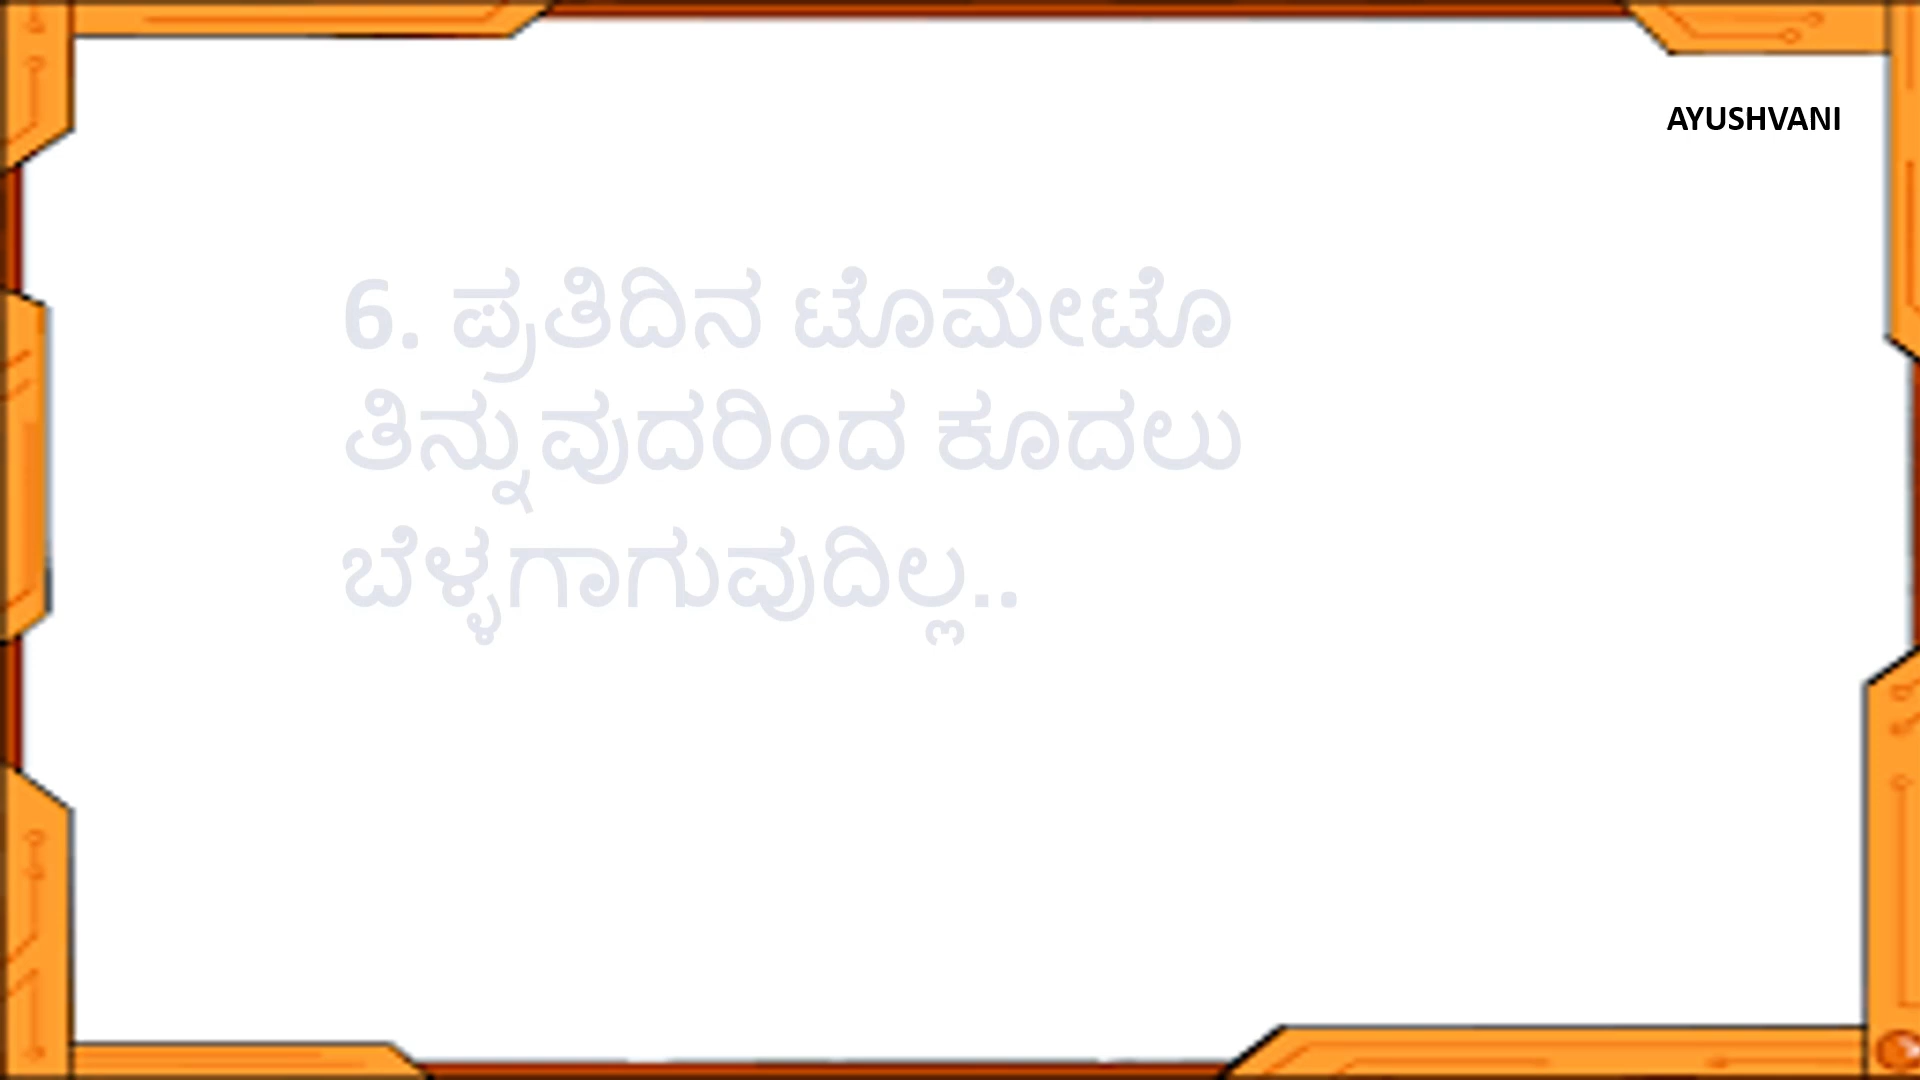 AYUSHVANI
6. ಪ್ರತಿದಿನ ಟೊಮೇಟೊ
ತಿನ್ನುವುದರಿಂದ ಕೂದಲು
ಬೆಳ್ಳಗಾಗುವುದಿಲ್ಲ..